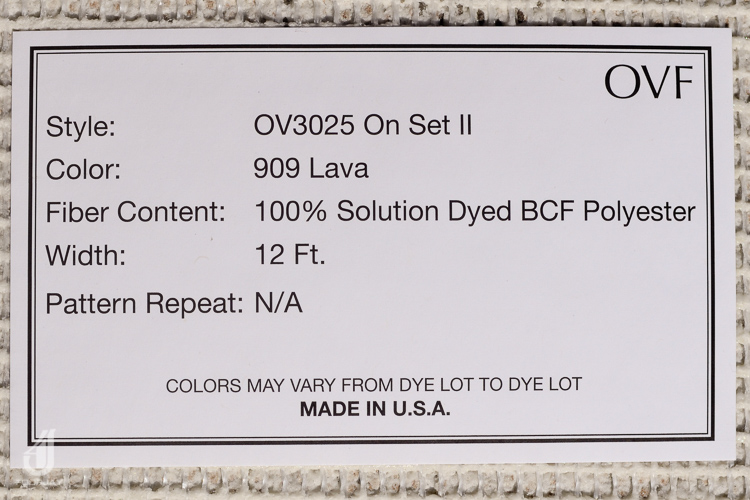 OVF
Style: OV3025 On Set II
Color: 909 Lava
Fiber Content: 100% Solution Dyed BCF Polyester
Width: 12 Ft.
Pattern Repeat: N/A
COLORS MAY VARY FROM DYE LOT TO DYE LOT
MADE IN U.S.A.